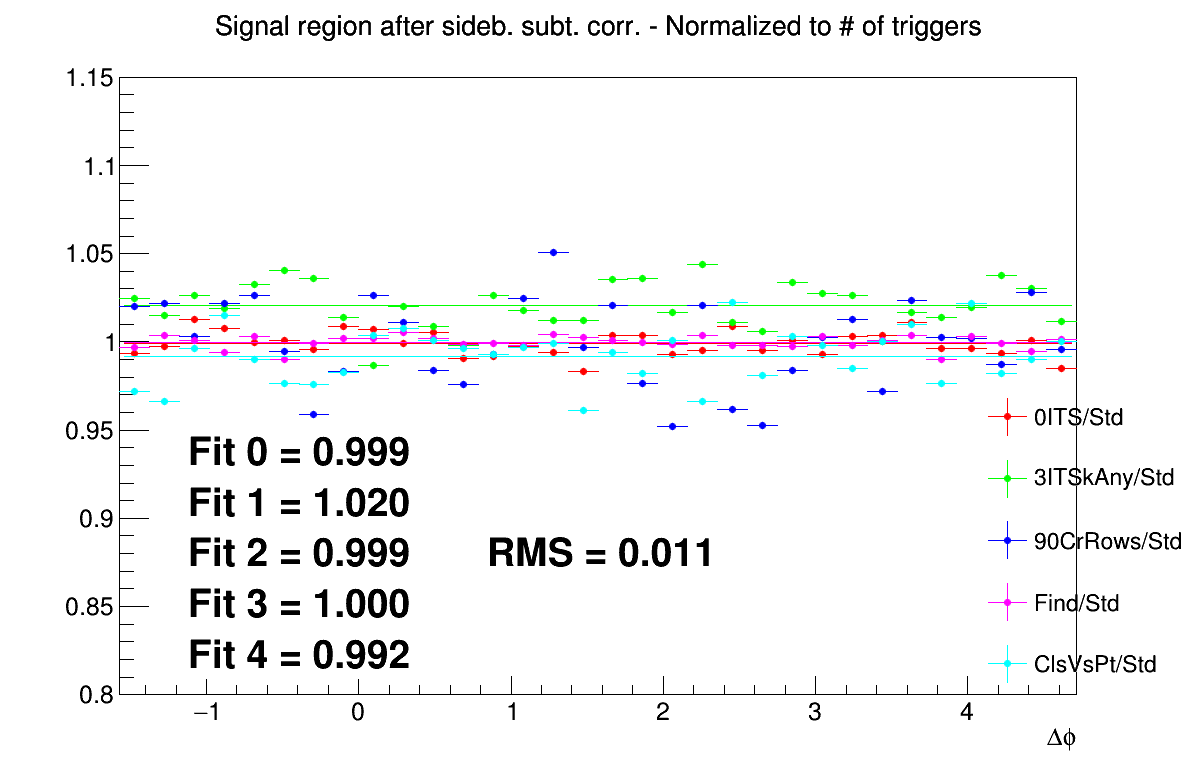 Signal region after sideb. subt. corr. - Normalized to # of triggers
1.15
1.1
1.05
1
0.95
0.9
0.85
0.8
Fit 0 = 0.999
Fit 1 = 1.020
Fit 2 = 0.999
Fit 3 = 1.000
Fit 4 = 0.992
RMS = 0.011
0ITS/Std
3ITSkAny/Std
90CrRows/Std
Find/Std
ClsVsPt/Std
−1 0 1 2 3 4
Δϕ